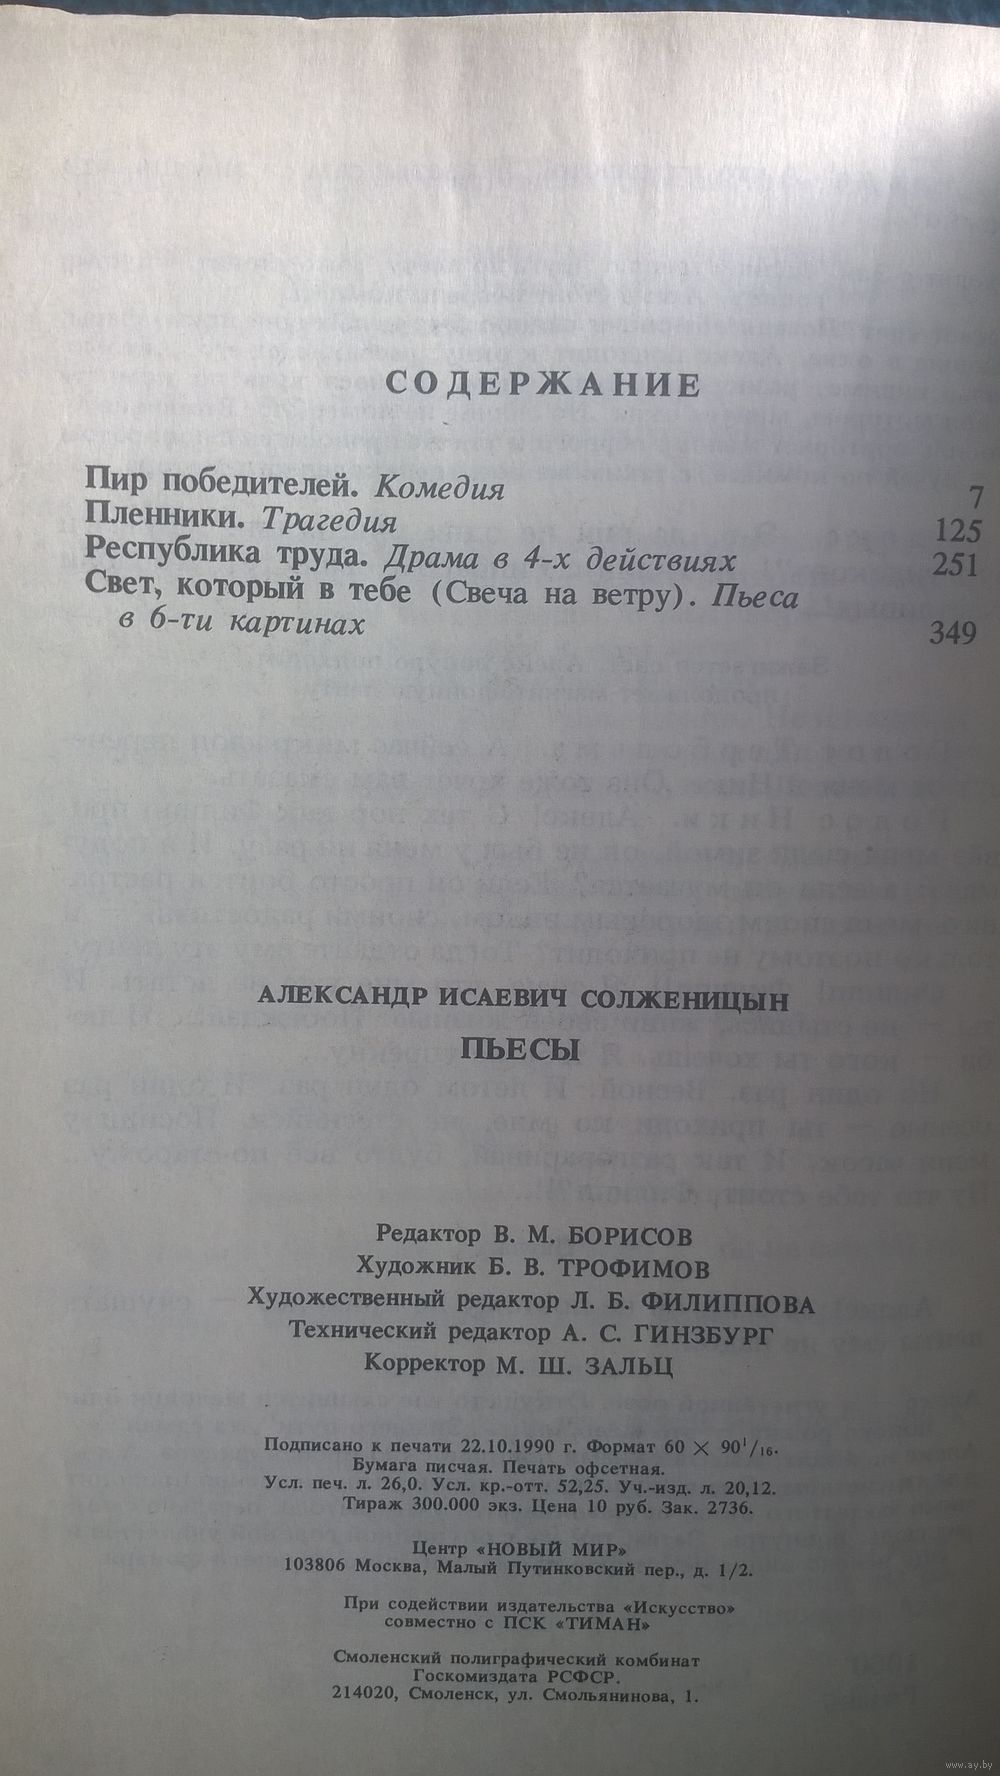 СОДЕРЖАНИЕ
Пир победителей. Комедия 7
Пленники. Трагедия 125
Республика труда. Драма в 4-х действиях 251
Свет, который в тебе (Свеча на ветру). Пьеса
в 6-ти картинах 349
АЛЕКСАНДР ИСАЕВИЧ СОЛЖЕНИЦЫН
ПЬЕСЫ
Редактор В. М. БОРИСОВ
Художник Б. В. ТРОФИМОВ
Художественный редактор Л. Б. ФИЛИППОВА
Технический редактор А. С. ГИНЗБУРГ
Корректор М. Ш. ЗАЛЬЦ
Подписано к печати 22.10.1990 г. Формат 60 × 90¹/₁₆.
Бумага писчая. Печать офсетная.
Усл. печ. л. 26,0. Усл. кр.-отт. 52,25. Уч.-изд. л. 20,12.
Тираж 300.000 экз. Цена 10 руб. Зак. 2736.
Центр «НОВЫЙ МИР»
103806 Москва, Малый Путинковский пер., д. 1/2.
При содействии издательства «Искусство»
совместно с ПСК «ТИМАН»
Смоленский полиграфический комбинат
Госкомиздата РСФСР.
214020, Смоленск, ул. Смольянинова, 1.
www.ay.by